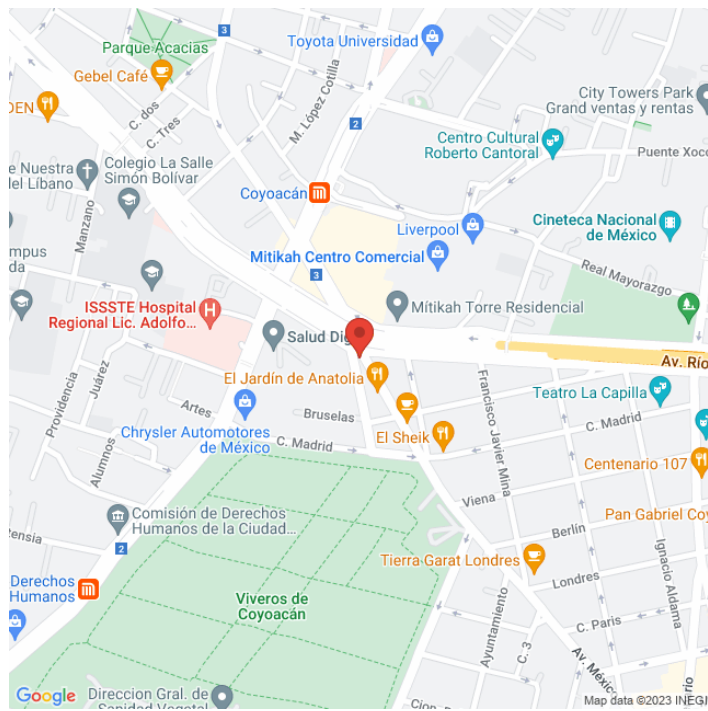 3
Toyota Universidad
Parque Acacias
Gebel Café
City Towers Park
Grand ventas y rentas
DEN
C. dos
C. Tres
M. López Cotilla
2
Centro Cultural
Roberto Cantoral
Puente Xoco
e Nuestra
del Líbano
Colegio La Salle
Simón Bolívar
Coyoacán
Manzano
Liverpool
Cineteca Nacional
de México
Mitikah Centro Comercial
mpus
da
3
Real Mayorazgo
ISSSTE Hospital
Regional Lic. Adolfo...
H
Mítikah Torre Residencial
Salud Dig
Av. Río
El Jardín de Anatolia
Providencia
Juárez
Artes
Bruselas
Francisco Javier Mina
Teatro La Capilla
Chrysler Automotores
de México
El Sheik
C. Madrid
C. Madrid
Alumnos
Centenario 107
Viena
Comisión de Derechos
Humanos de la Ciudad...
Pan Gabriel Coy
Berlín
ensia
2
Tierra Garat Londres
Ignacio Aldama
Londres
Derechos
Humanos
Viveros de
Coyoacán
C. Paris
Ayuntamiento
C. 3
Av. México
rio
Google
Direccion Gral. de
Sanidad Vegetal
Map data ©2023 INEGI